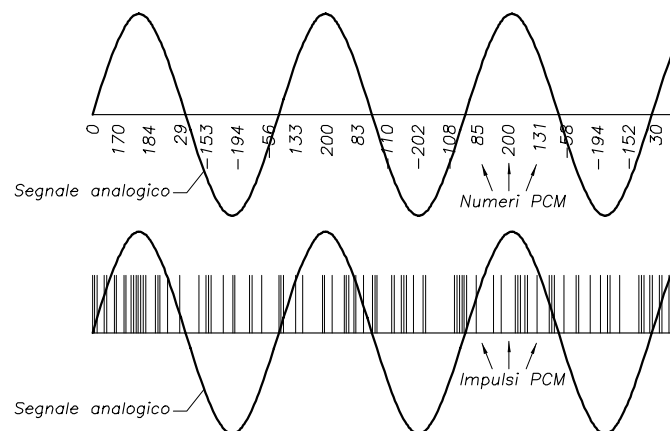 0 170 184 29 -153 -194 -56 133 200 83 -110 -202 -108 85 200 131 -58 -194 -152 30
Segnale analogico
Numeri PCM
Impulsi PCM
Segnale analogico